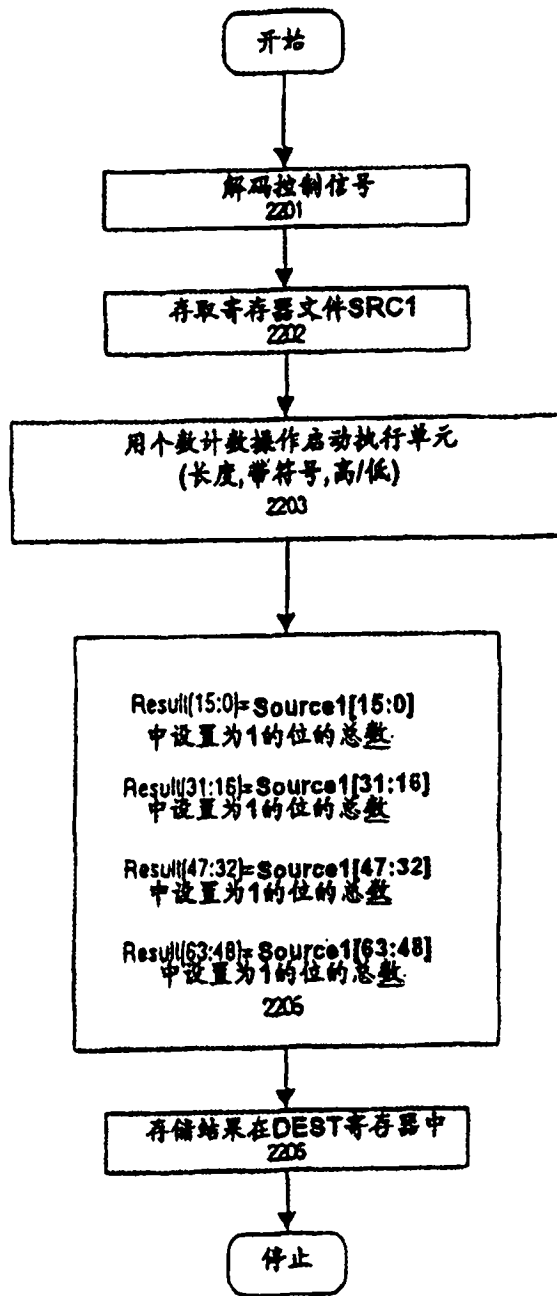 开始
解码控制信号
2201
存取寄存器文件SRC1
2202
用个数计数操作启动执行单元
(长度,带符号,高/低)
2203
Result(15:0)=Source1[15:0]
中设置为1的位的总数.
Result(31:16)=Source1[31:16]
中设置为1的位的总数
Result(47:32)=Source1[47:32]
中设置为1的位的总数
Result(63:48)=Source1[63:48]
中设置为1的位的总数.
2205
存储结果在DEST寄存器中
2206
停止